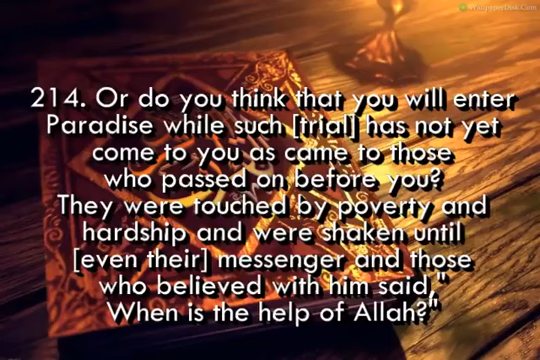 WallpaperDisk.Com
214. Or do you think that you will enter
Paradise while such [trial] has not yet
come to you as came to those
who passed on before you?
They were touched by poverty and
hardship and were shaken until
[even their] messenger and those
who believed with him said,"
When is the help of Allah?"